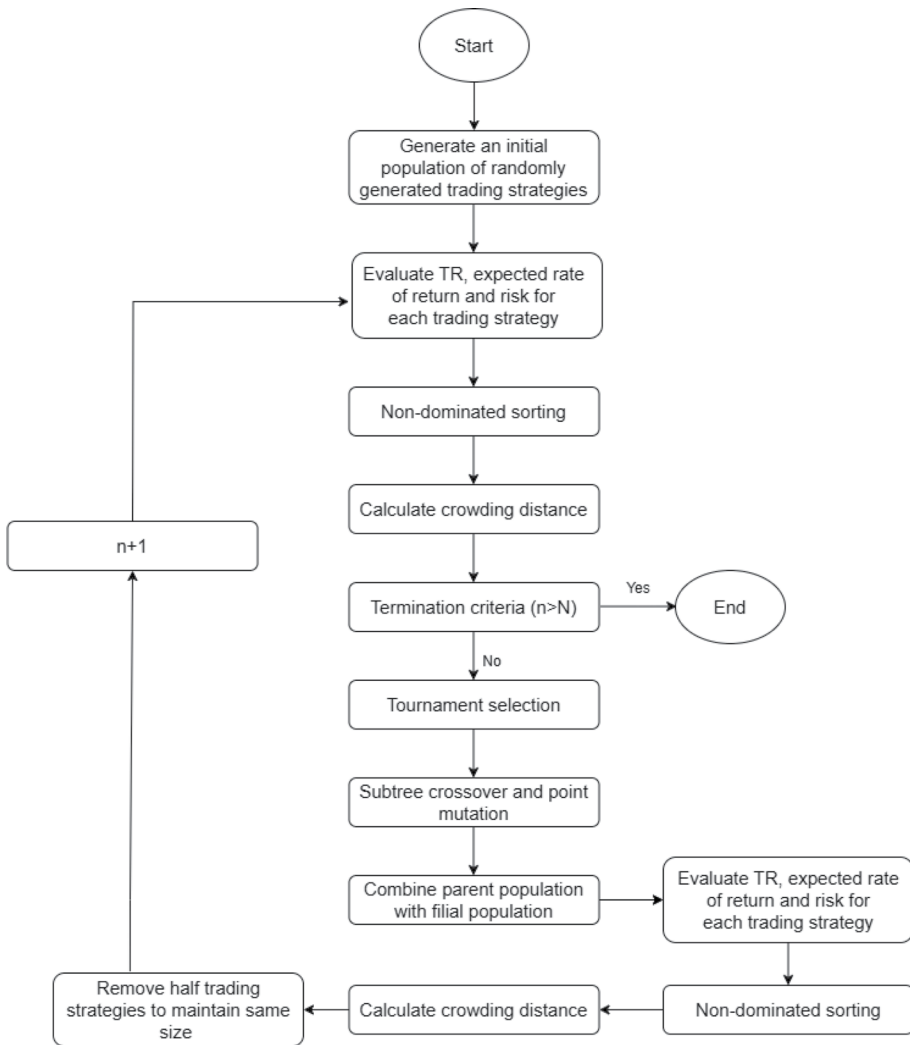 Start
Generate an initial
population of randomly
generated trading strategies
Evaluate TR, expected rate
of return and risk for
each trading strategy
Non-dominated sorting
Calculate crowding distance
n+1
Termination criteria (n>N)
Yes
End
No
Tournament selection
Subtree crossover and point
mutation
Combine parent population
with filial population
Evaluate TR, expected rate
of return and risk for
each trading strategy
Non-dominated sorting
Calculate crowding distance
Remove half trading
strategies to maintain same
size